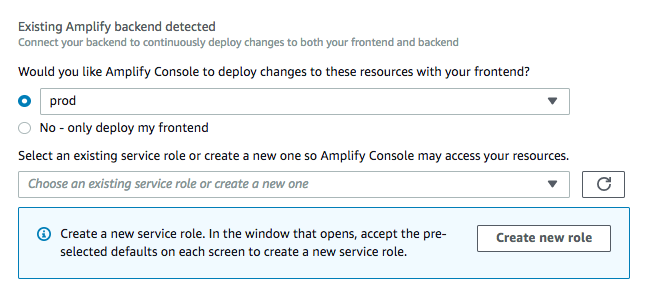 Existing Amplify backend detected
Connect your backend to continuously deploy changes to both your frontend and backend
Would you like Amplify Console to deploy changes to these resources with your frontend?
prod
No - only deploy my frontend
Select an existing service role or create a new one so Amplify Console may access your resources.
Choose an existing service role or create a new one
Create a new service role. In the window that opens, accept the pre-
selected defaults on each screen to create a new service role.
Create new role